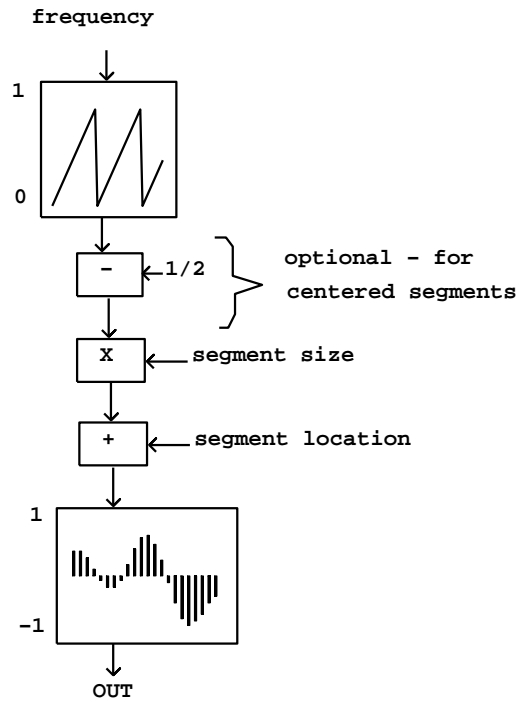 frequency
1
0
−
1/2
optional – for
centered segments
X
segment size
+
segment location
1
−1
OUT